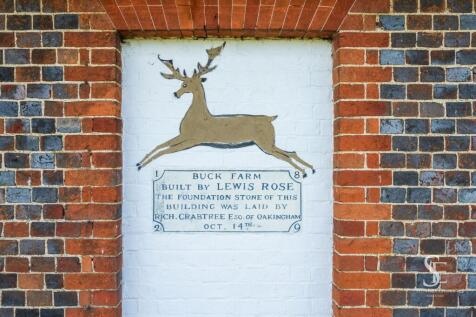 1 8
BUCK FARM
BUILT BY LEWIS ROSE
THE FOUNDATION STONE OF THIS
BUILDING WAS LAID BY
RICH. CRABTREE ESQ. OF OAKINGHAM
2 OCT. 14TH 9